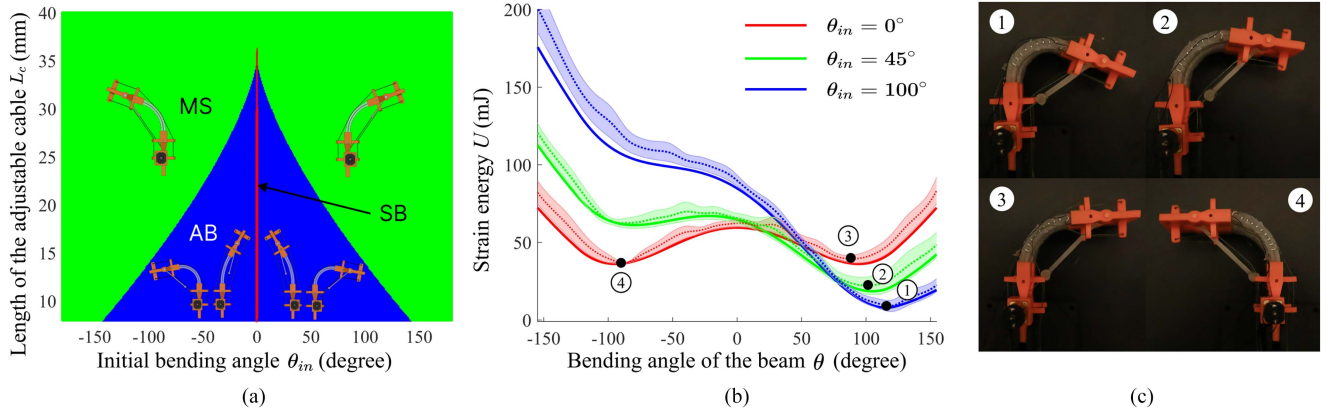 Length of the adjustable cable L_c (mm)
40
35
30
25
20
15
10
MS
AB
SB
-150 -100 -50 0 50 100 150
Initial bending angle θ_in (degree)
(a)
Strain energy U (mJ)
200
150
100
50
0
θ_in = 0°
θ_in = 45°
θ_in = 100°
3
2
1
4
-150 -100 -50 0 50 100 150
Bending angle of the beam θ (degree)
(b)
1 2
3 4
(c)